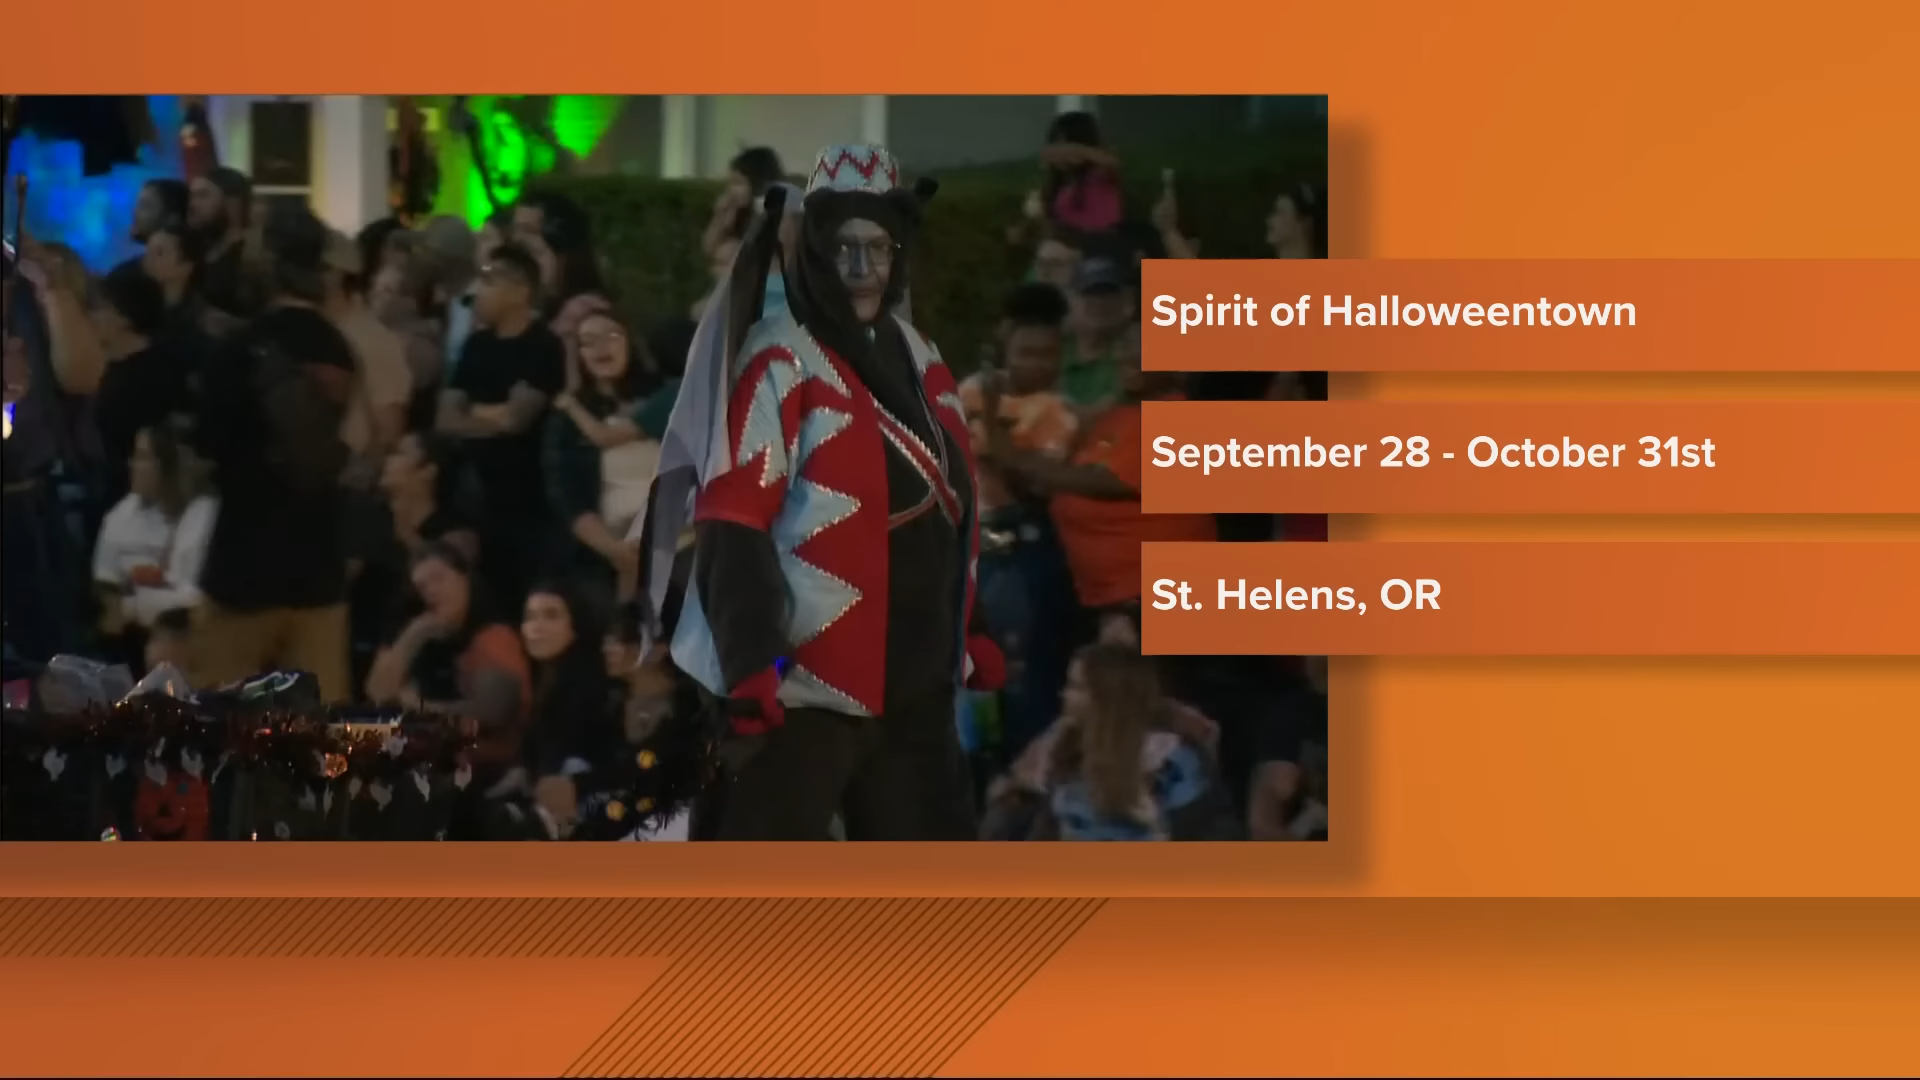 Spirit of Halloweentown
September 28 - October 31st
St. Helens, OR